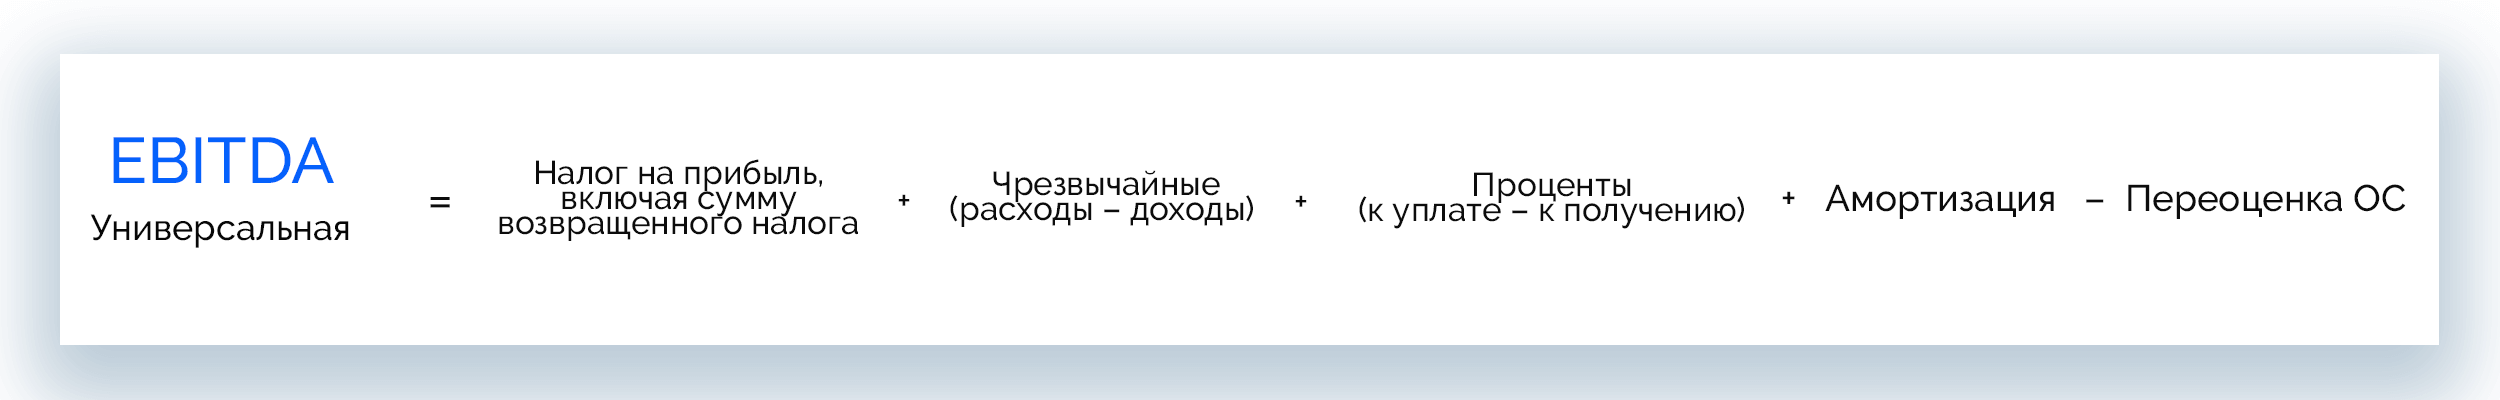 EBITDA
Универсальная
=
Налог на прибыль,
включая сумму
возвращенного налога
+
Чрезвычайные
(расходы – доходы)
+
Проценты
(к уплате – к получению)
+
Амортизация
–
Переоценка ОС